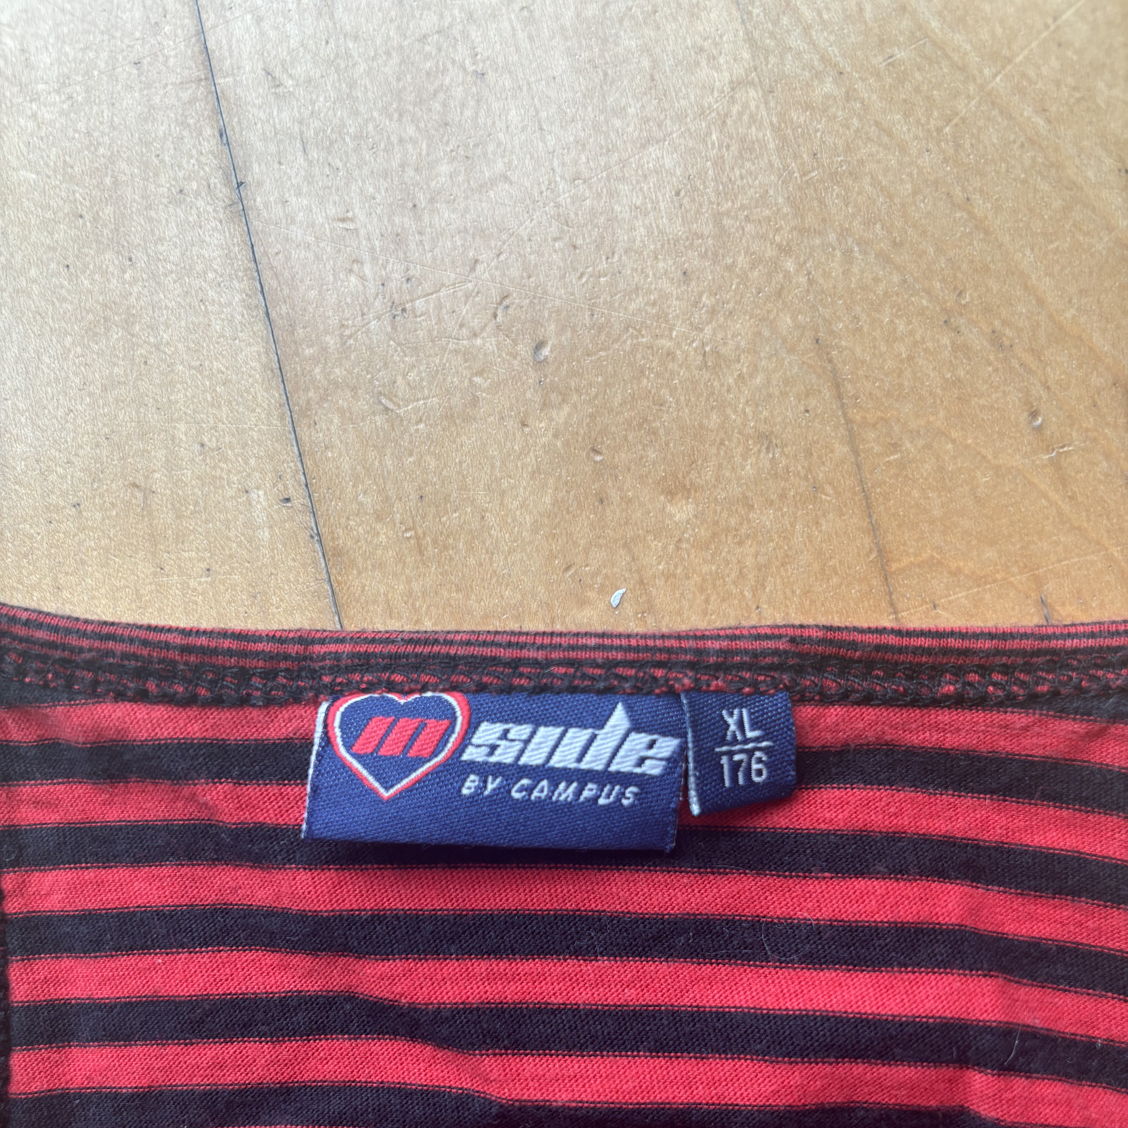 in side
BY CAMPUS
XL
176